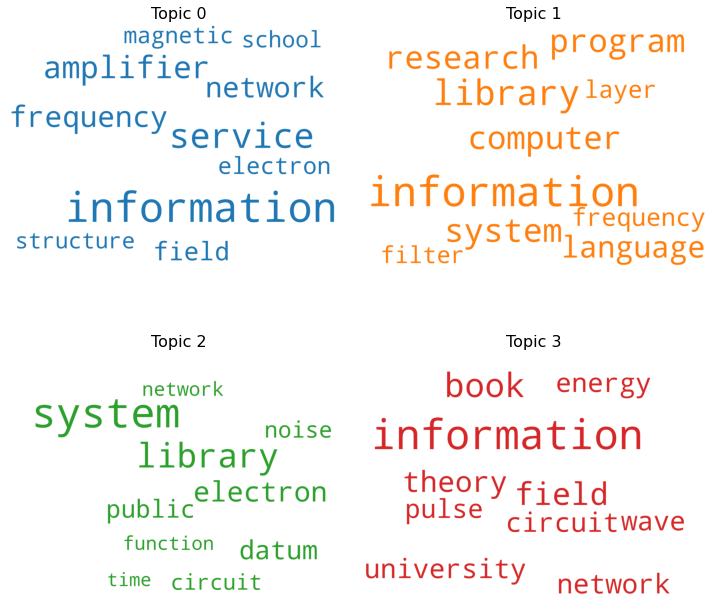 Topic 0
magnetic
school
amplifier
network
frequency
service
electron
information
structure
field
Topic 1
program
research
library
layer
computer
information
frequency
system
language
filter
Topic 2
network
system
noise
library
electron
public
function
datum
time
circuit
Topic 3
book
energy
information
theory
field
pulse
circuit
wave
university
network